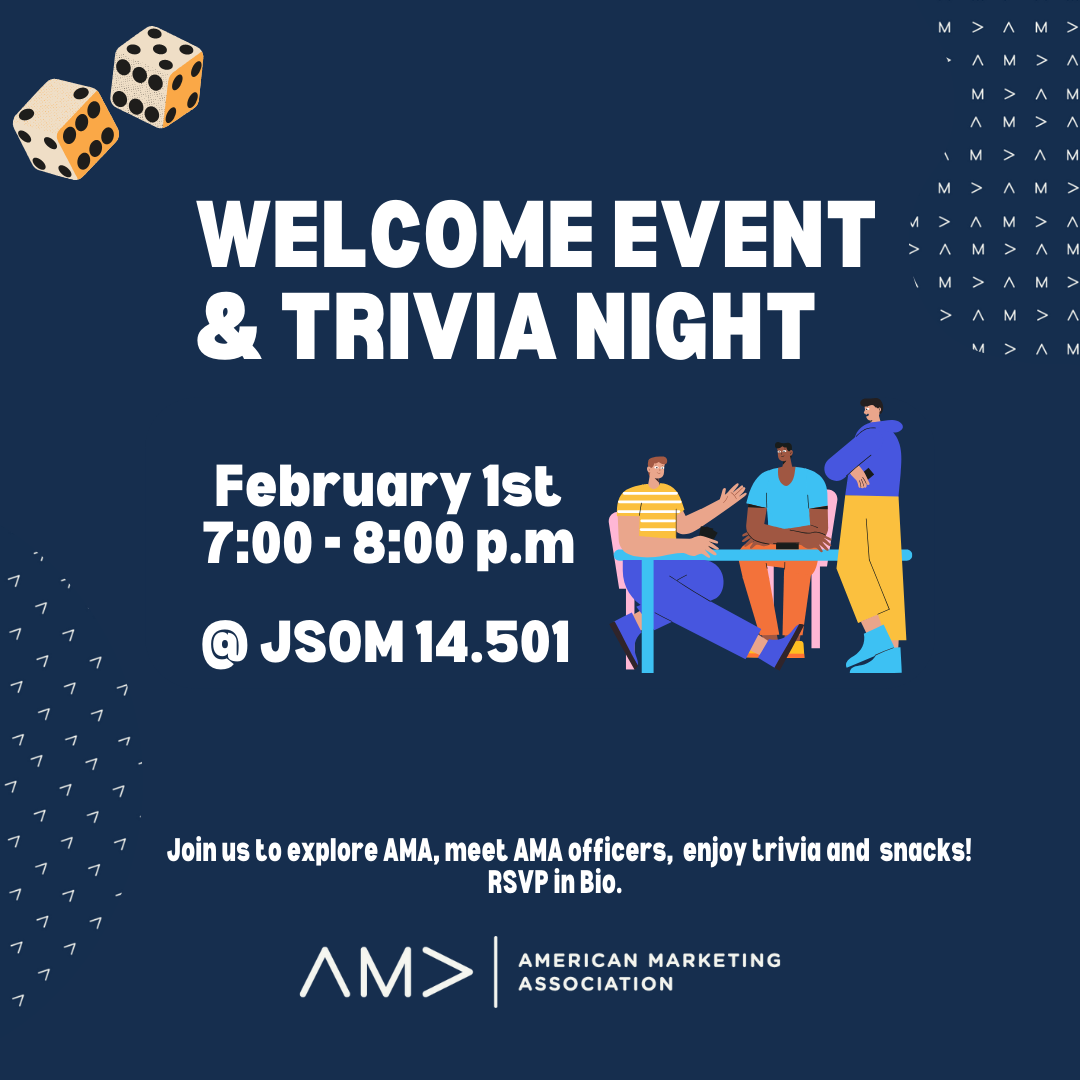 WELCOME EVENT
& TRIVIA NIGHT
February 1st
7:00 - 8:00 p.m
@ JSOM 14.501
Join us to explore AMA, meet AMA officers,  enjoy trivia and  snacks!
RSVP in Bio.
AMA
AMERICAN MARKETING
ASSOCIATION